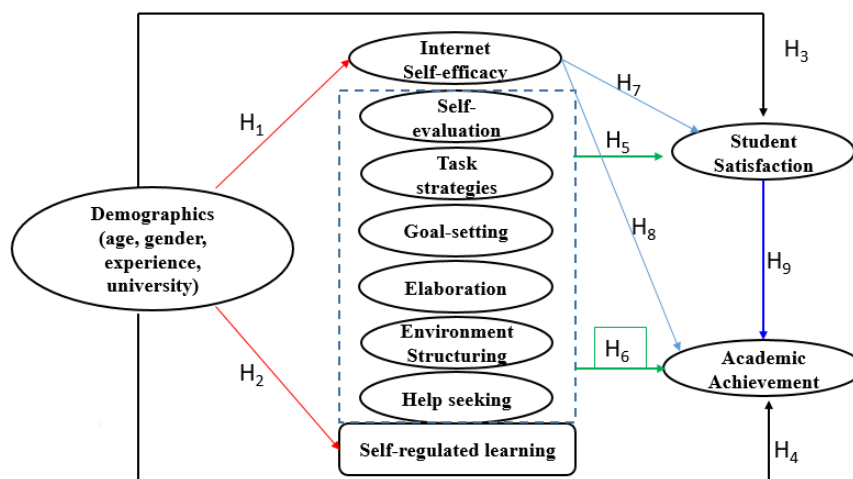 Internet
Self-efficacy
H3
H7
H1
Self-
evaluation
H5
Student
Satisfaction
Task
strategies
Demographics
(age, gender,
experience,
university)
Goal-setting
H8
H9
Elaboration
Environment
Structuring
H6
Academic
Achievement
H2
Help seeking
Self-regulated learning
H4